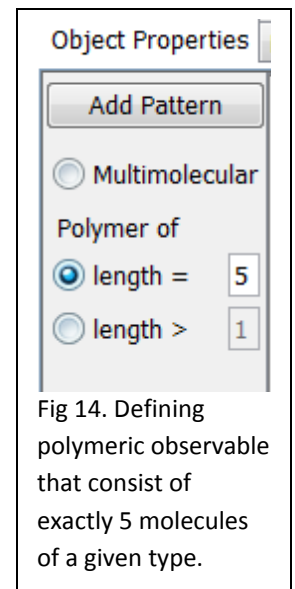 Object Properties
Add Pattern
Multimolecular
Polymer of
length = 5
length > 1
Fig 14. Defining
polymeric observable
that consist of
exactly 5 molecules
of a given type.